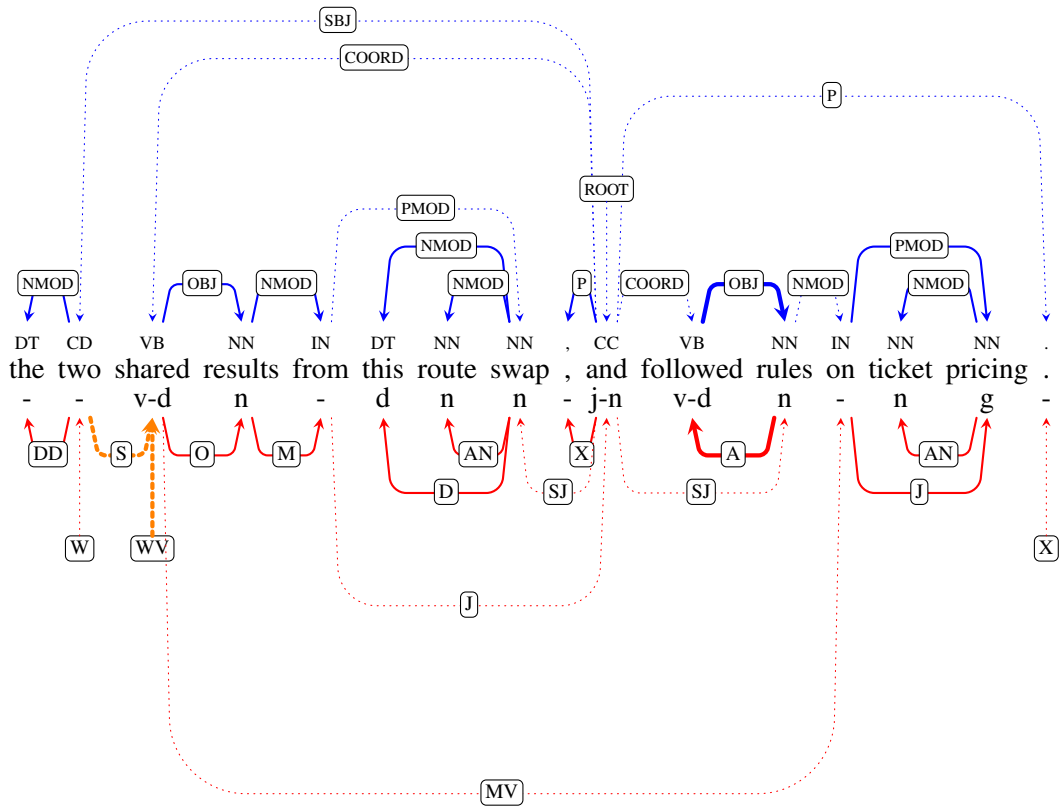 SBJ
COORD
P
ROOT
PMOD
NMOD PMOD
NMOD OBJ NMOD NMOD P COORD OBJ NMOD NMOD
DT CD VB NN IN DT NN NN , CC VB NN IN NN NN .
the two shared results from this route swap , and followed rules on ticket pricing .
- - v-d n - d n n - j-n v-d n - n g -
DD S O M AN X A AN
D SJ SJ J
W WV X
J
MV